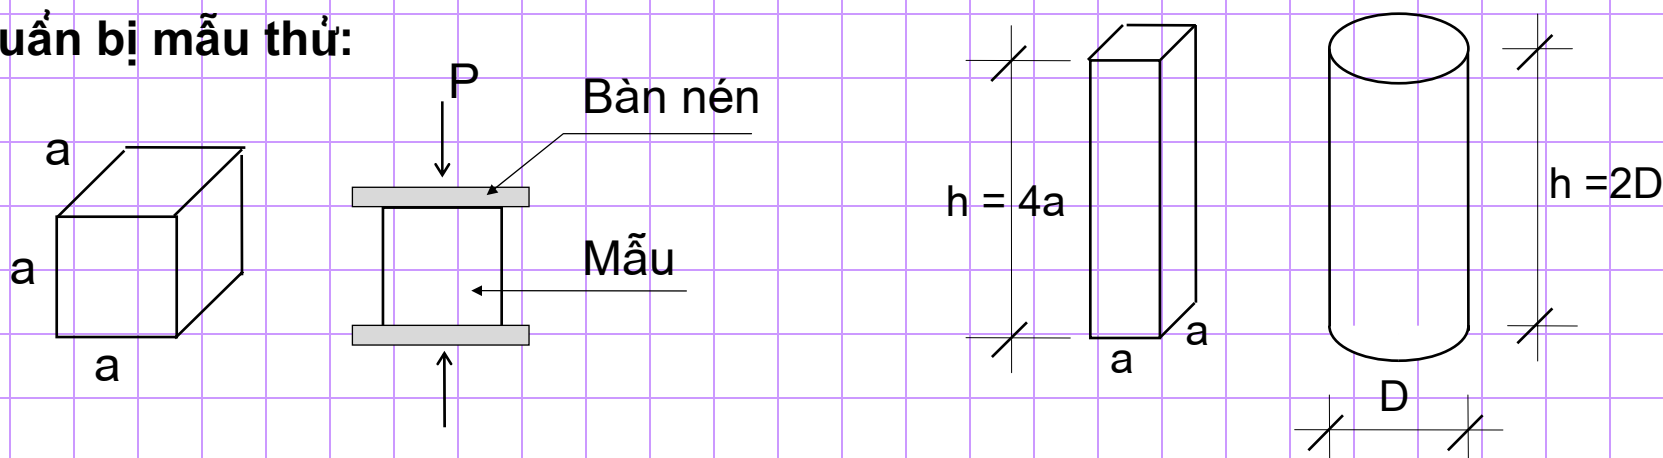 uẩn bị mẫu thử:
P
Bàn nén
a
a
a
Mẫu
h = 4a
a
a
h =2D
D